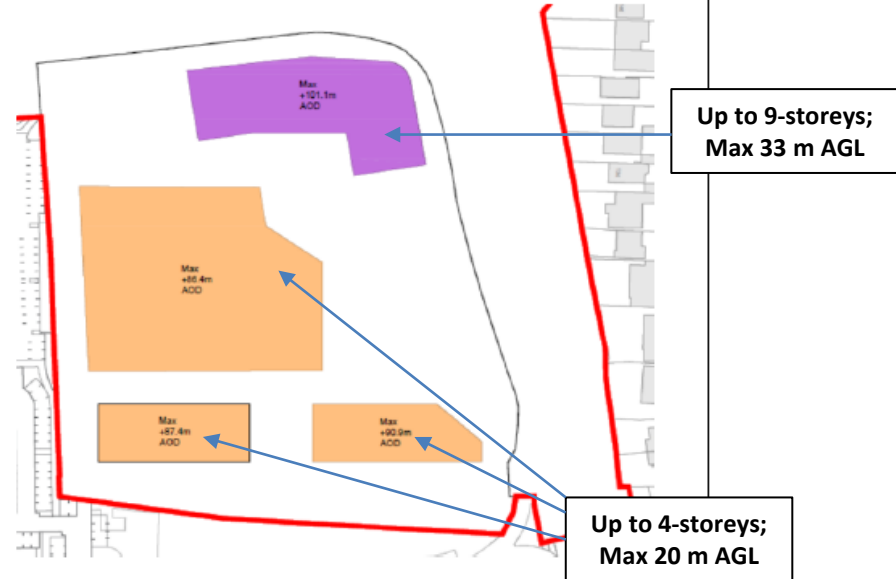 Max
+101.1m
AOD
Up to 9-storeys;
Max 33 m AGL
Max
+86.4m
AOD
Max
+87.4m
AOD
Max
+90.9m
AOD
Up to 4-storeys;
Max 20 m AGL